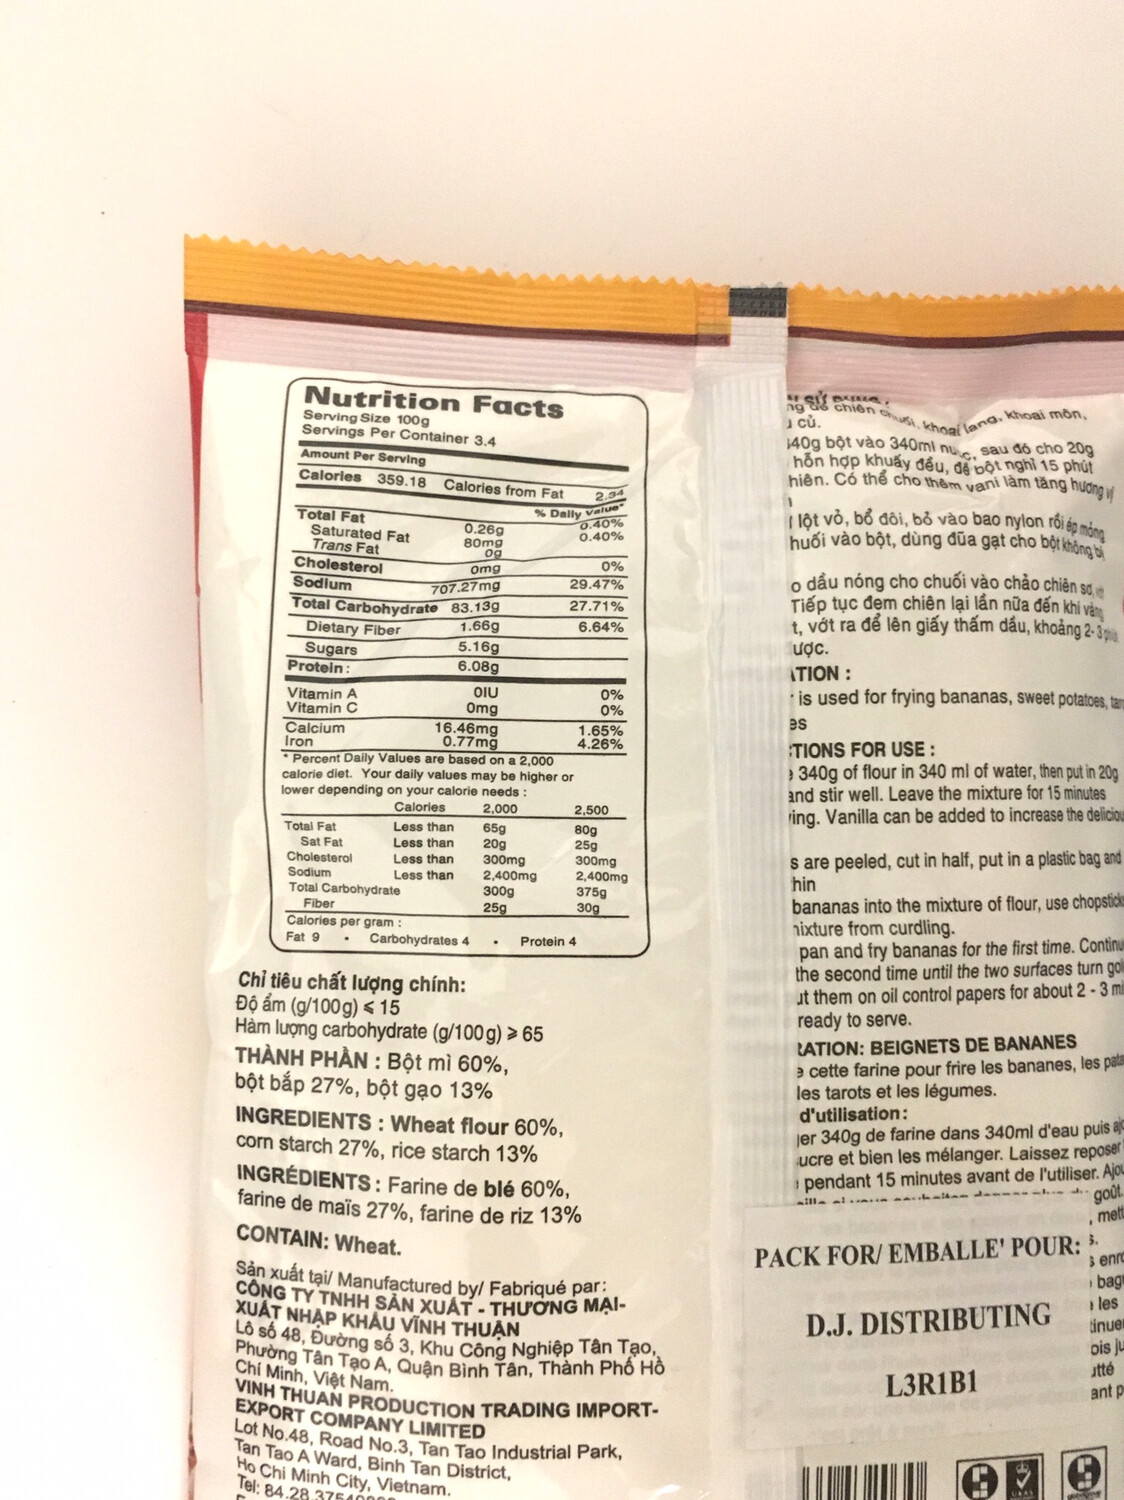 Nutrition Facts
Serving Size 100g
Servings Per Container 3.4
Amount Per Serving
Calories 359.18 Calories from Fat 2.34
% Daily Value*
Total Fat 0.26g 0.40%
Saturated Fat 80mg 0.40%
Trans Fat 0g
Cholesterol 0mg 0%
Sodium 707.27mg 29.47%
Total Carbohydrate 83.13g 27.71%
Dietary Fiber 1.66g 6.64%
Sugars 5.16g
Protein: 6.08g
Vitamin A 0IU 0%
Vitamin C 0mg 0%
Calcium 16.46mg 1.65%
Iron 0.77mg 4.26%
* Percent Daily Values are based on a 2,000
calorie diet. Your daily values may be higher or
lower depending on your calorie needs :
Calories 2,000 2,500
Total Fat Less than 65g 80g
Sat Fat Less than 20g 25g
Cholesterol Less than 300mg 300mg
Sodium Less than 2,400mg 2,400mg
Total Carbohydrate 300g 375g
Fiber 25g 30g
Calories per gram :
Fat 9 • Carbohydrates 4 • Protein 4
Chỉ tiêu chất lượng chính:
Độ ẩm (g/100g) ⩽ 15
Hàm lượng carbohydrate (g/100g) ⩾ 65
THÀNH PHẦN : Bột mì 60%,
bột bắp 27%, bột gạo 13%
INGREDIENTS : Wheat flour 60%,
corn starch 27%, rice starch 13%
INGRÉDIENTS : Farine de blé 60%,
farine de maïs 27%, farine de riz 13%
CONTAIN: Wheat.
Sản xuất tại/ Manufactured by/ Fabriqué par:
CÔNG TY TNHH SẢN XUẤT - THƯƠNG MẠI-
XUẤT NHẬP KHẨU VĨNH THUẬN
Lô số 48, Đường số 3, Khu Công Nghiệp Tân Tạo,
Phường Tân Tạo A, Quận Bình Tân, Thành Phố Hồ
Chí Minh, Việt Nam.
VINH THUAN PRODUCTION TRADING IMPORT-
EXPORT COMPANY LIMITED
Lot No.48, Road No.3, Tan Tao Industrial Park,
Tan Tao A Ward, Binh Tan District,
Ho Chi Minh City, Vietnam.
Tel: 84.28
chiên chuối, khoai lang, khoai môn,
củ.
340g bột vào 340ml sau đó cho 20g
hỗn hợp khuấy đều, để bột nghỉ 15 phút
Có thể cho thêm vani làm tăng hương vị
lột vỏ, bổ đôi, bỏ vào bao nylon rồi ép mỏng
vào bột, dùng đũa gạt cho bột không bị
dầu nóng cho chuối vào chảo chiên
Tiếp tục đem chiên lại lần nữa đến khi
vớt ra để lên giấy thấm dầu, khoảng 2-3
is used for frying bananas, sweet potatoes,
FOR USE :
340g of flour in 340 ml of water, then put in 20g
and stir well. Leave the mixture for 15 minutes
Vanilla can be added to increase the
are peeled, cut in half, put in a plastic bag and
bananas into the mixture of flour, use
from curdling.
pan and fry bananas for the first time.
the second time until the two surfaces turn
them on oil control papers for about 2 - 3
ready to serve.
BEIGNETS DE BANANES
cette farine pour frire les bananes, les
les tarots et les légumes.
d'utilisation:
340g de farine dans 340ml d'eau puis
et bien les mélanger. Laissez reposer
pendant 15 minutes avant de l'utiliser.
goût.
PACK FOR/ EMBALLE' POUR:
D.J. DISTRIBUTING
L3R1B1
les